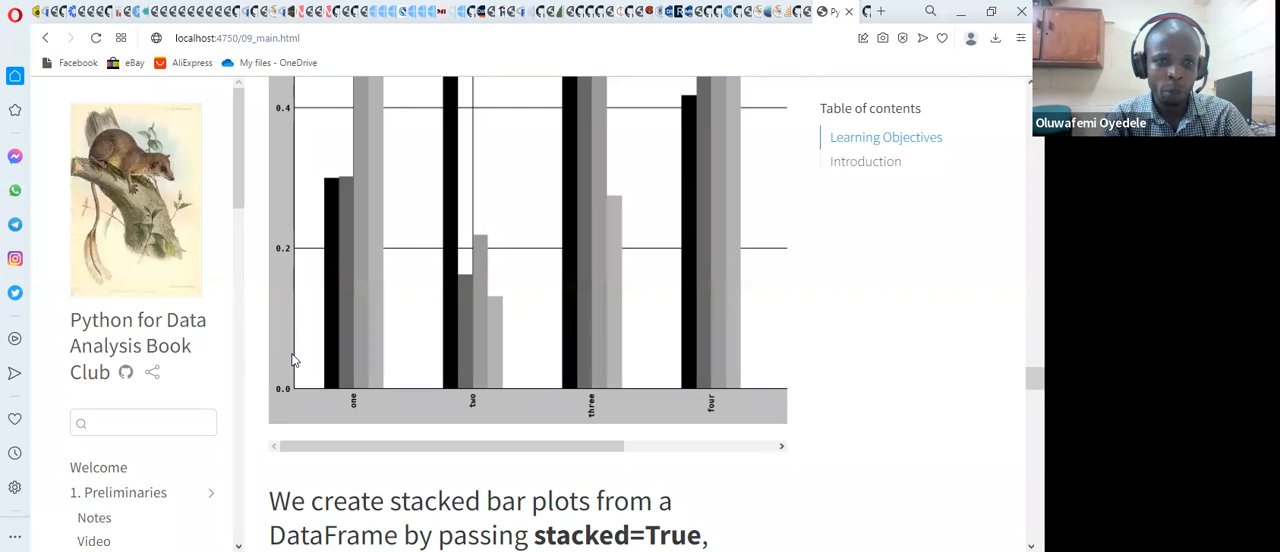 Py
localhost:4750/09_main.html
Facebook
eBay
AliExpress
My files - OneDrive
Oluwafemi Oyedele
Python for Data
Analysis Book
Club
Welcome
1. Preliminaries
Notes
Video
0.4
0.2
0.0
one
two
three
four
We create stacked bar plots from a
DataFrame by passing stacked=True,
Table of contents
Learning Objectives
Introduction